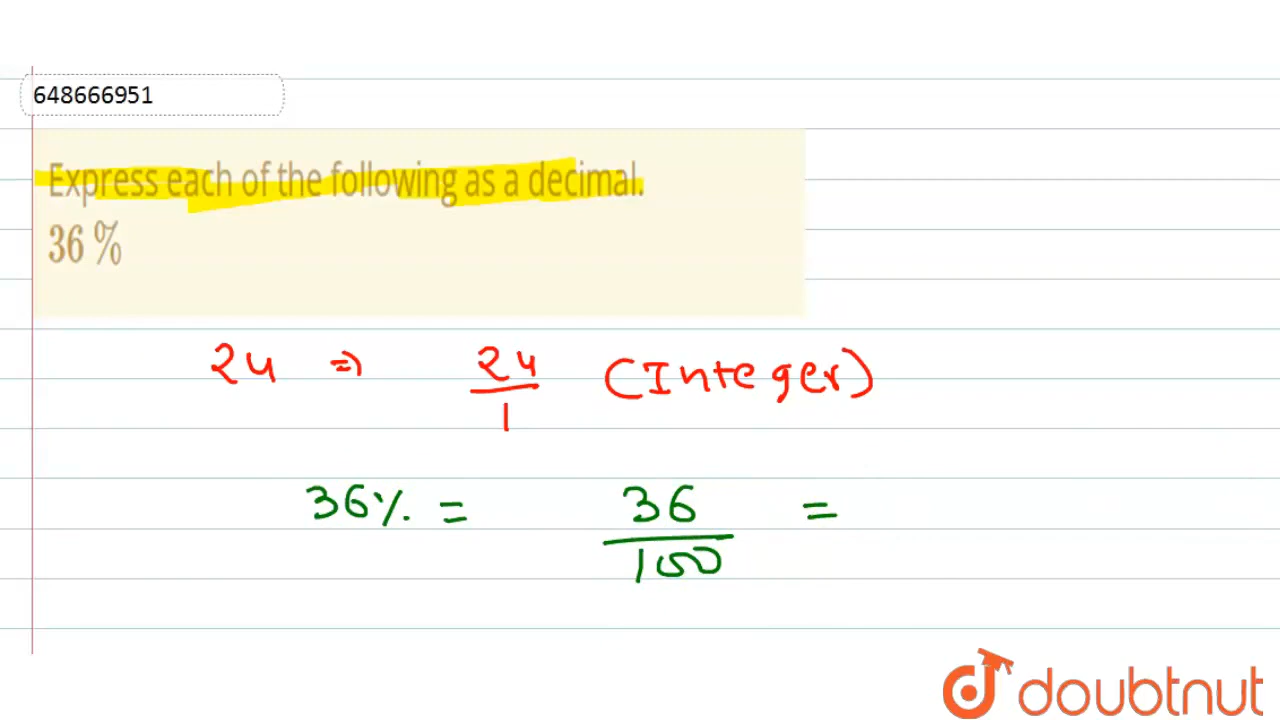 648666951
Express each of the following as a decimal.
36 %
24 ⇒ 24/1 (Integer)
36% = 36/100 =
doubtnut